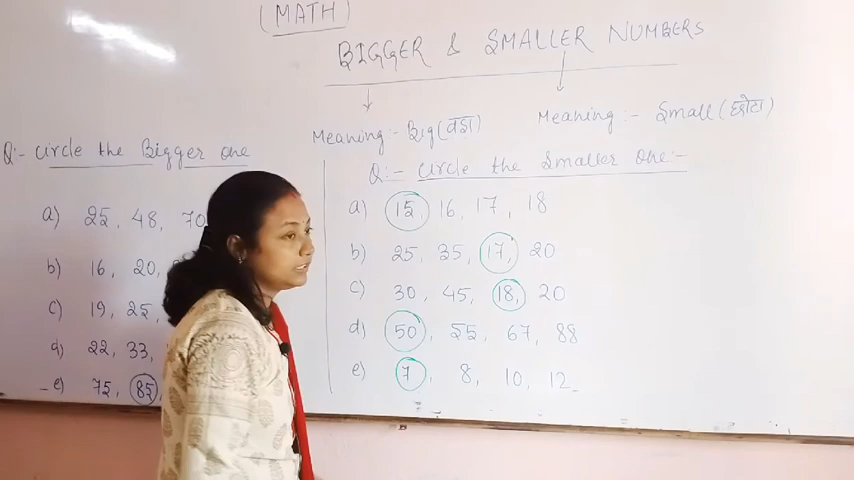 (MATH)
BIGGER & SMALLER NUMBERS
Meaning :- Big (बड़ा)
Meaning :- Small (छोटा)
Q:- Circle the Bigger one
a) 25, 48, 70
b) 16, 20,
c) 19, 25
d) 22, 33,
e) 75, 85
Q:- Circle the Smaller One:-
a) 15, 16, 17, 18
b) 25, 35, 17, 20
c) 30, 45, 18, 20
d) 50, 55, 67, 88
e) 7, 8, 10, 12